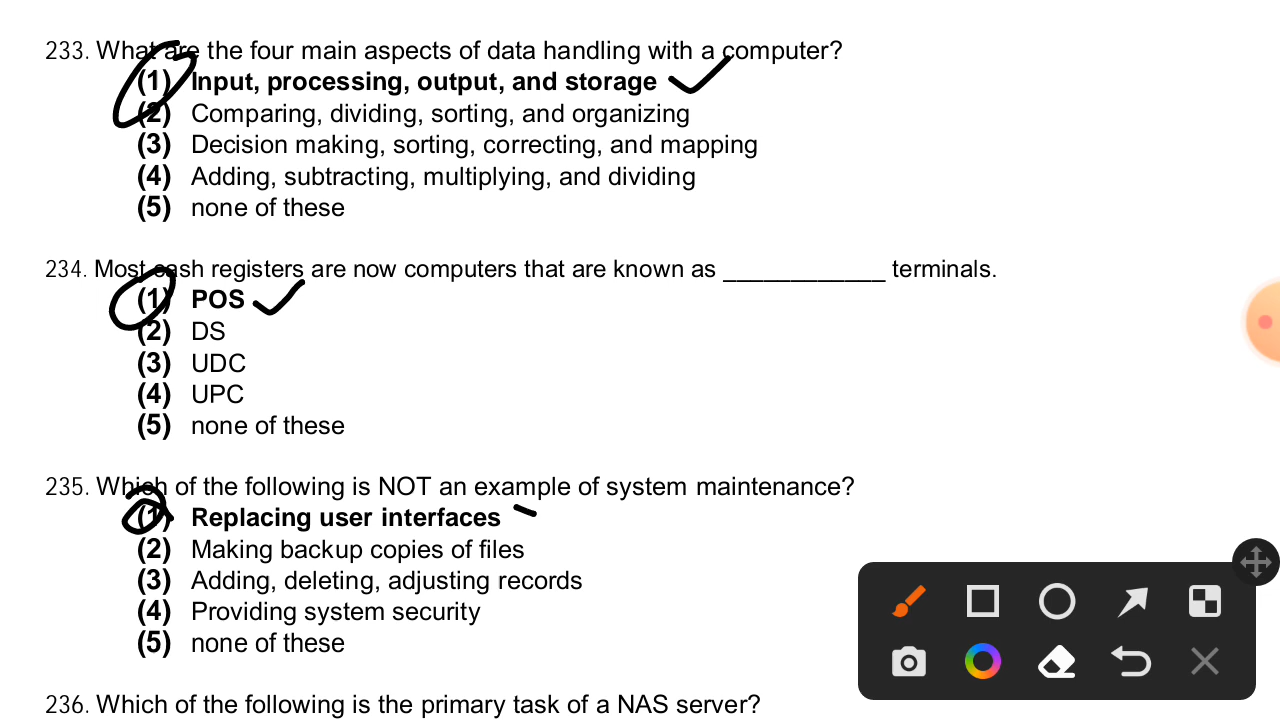 233. What are the four main aspects of data handling with a computer?
(1) Input, processing, output, and storage
(2) Comparing, dividing, sorting, and organizing
(3) Decision making, sorting, correcting, and mapping
(4) Adding, subtracting, multiplying, and dividing
(5) none of these
234. Most cash registers are now computers that are known as ____________ terminals.
(1) POS
(2) DS
(3) UDC
(4) UPC
(5) none of these
235. Which of the following is NOT an example of system maintenance?
(1) Replacing user interfaces
(2) Making backup copies of files
(3) Adding, deleting, adjusting records
(4) Providing system security
(5) none of these
236. Which of the following is the primary task of a NAS server?